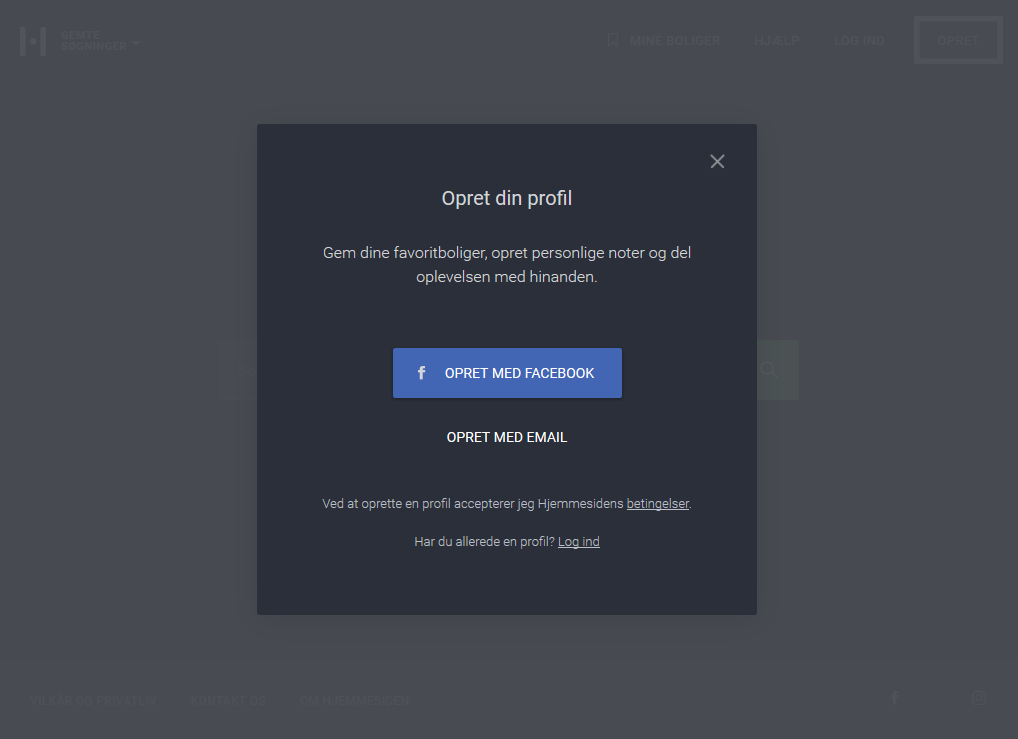 GEMTE
SØGNINGER
MINE BOLIGER
HJÆLP
LOG IND
OPRET
Opret din profil
Gem dine favoritboliger, opret personlige noter og del
oplevelsen med hinanden.
OPRET MED FACEBOOK
OPRET MED EMAIL
Ved at oprette en profil accepterer jeg Hjemmesidens betingelser.
Har du allerede en profil? Log ind
VILKÅR OG PRIVATLIV
KONTAKT OS
OM HJEMMESIDEN